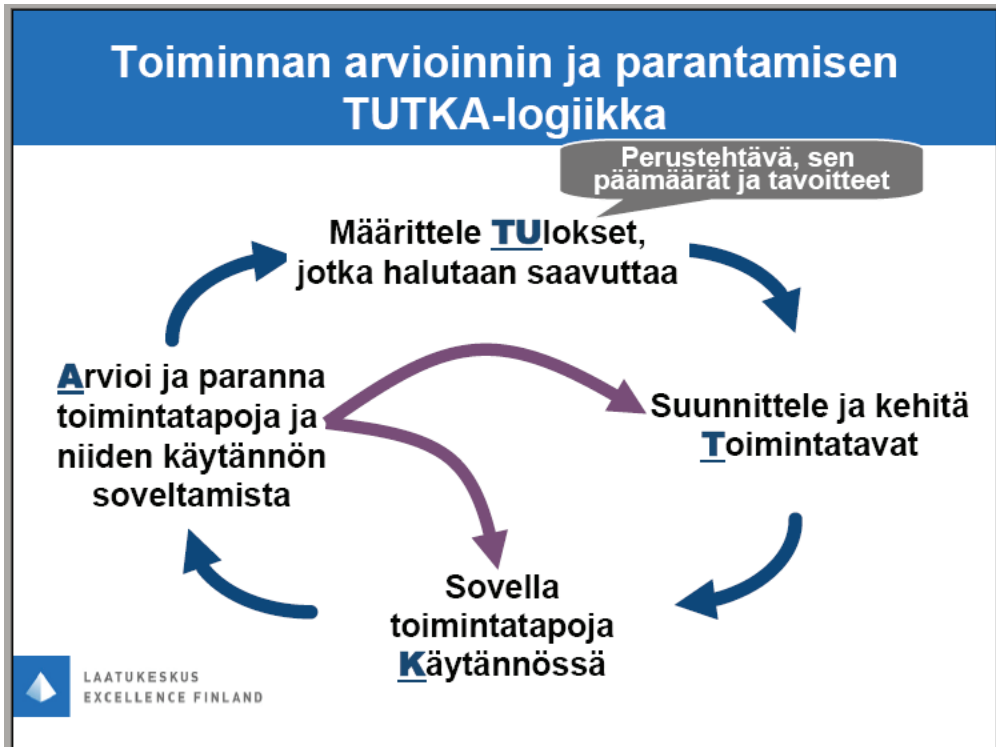 Toiminnan arvioinnin ja parantamisen
TUTKA-logiikka
Perustehtävä, sen
päämäärät ja tavoitteet
Määrittele TUlokset,
jotka halutaan saavuttaa
Arvioi ja paranna
toimintatapoja ja
niiden käytännön
soveltamista
Suunnittele ja kehitä
Toimintatavat
Sovella
toimintatapoja
Käytännössä
LAATUKESKUS
EXCELLENCE FINLAND